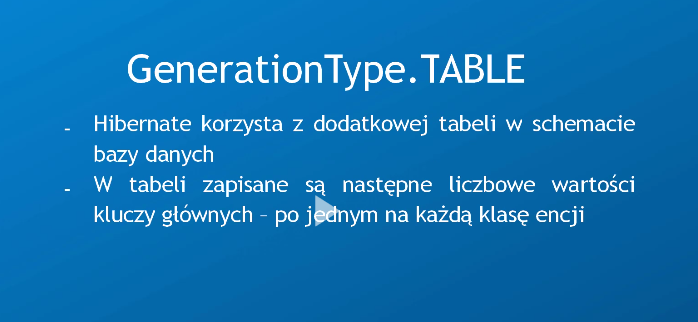 GenerationType.TABLE
- Hibernate korzysta z dodatkowej tabeli w schemacie
bazy danych
- W tabeli zapisane są następne liczbowe wartości
kluczy głównych – po jednym na każdą klasę encji